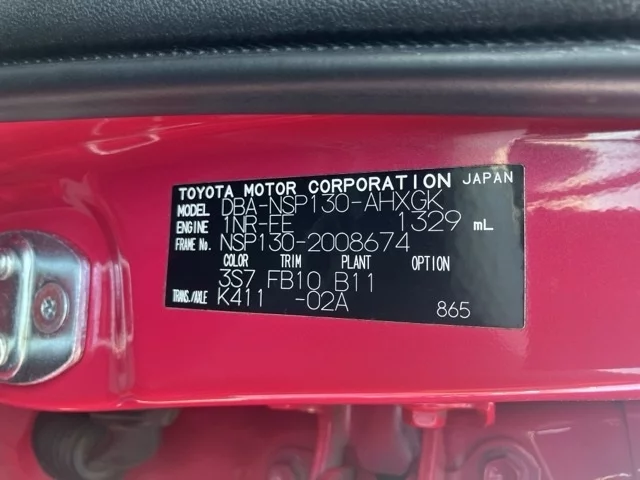 TOYOTA MOTOR CORPORATION JAPAN
MODEL DBA-NSP130-AHXGK
ENGINE 1NR-FE 1329 mL
FRAME No. NSP130-2008674
COLOR TRIM PLANT OPTION
3S7 FB10 B11
TRANS./AXLE K411 -02A
865